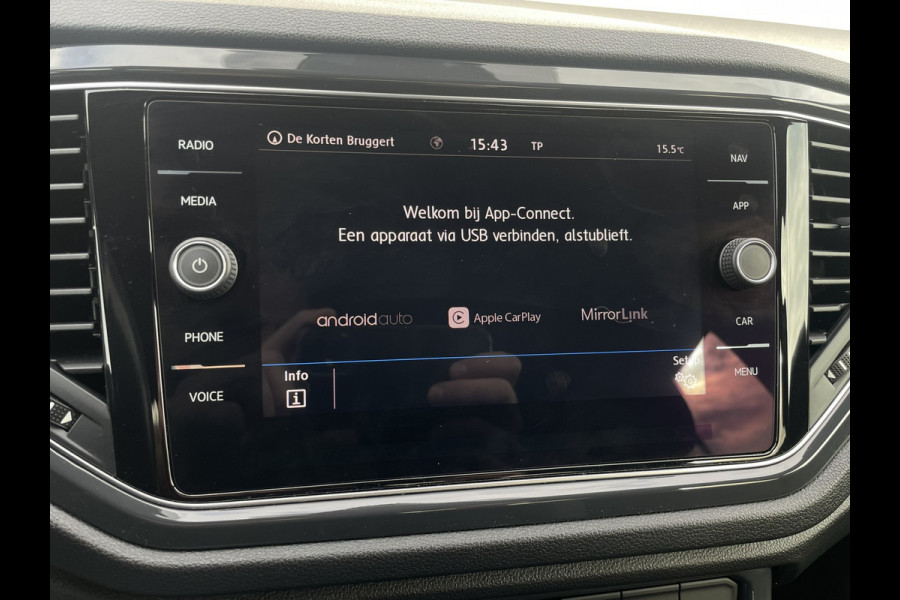 RADIO
MEDIA
PHONE
VOICE
De Korten Bruggert 15:43 TP 15.5°C
Welkom bij App-Connect.
Een apparaat via USB verbinden, alstublieft.
androidauto Apple CarPlay MirrorLink
Info Setup
i
NAV
APP
CAR
MENU